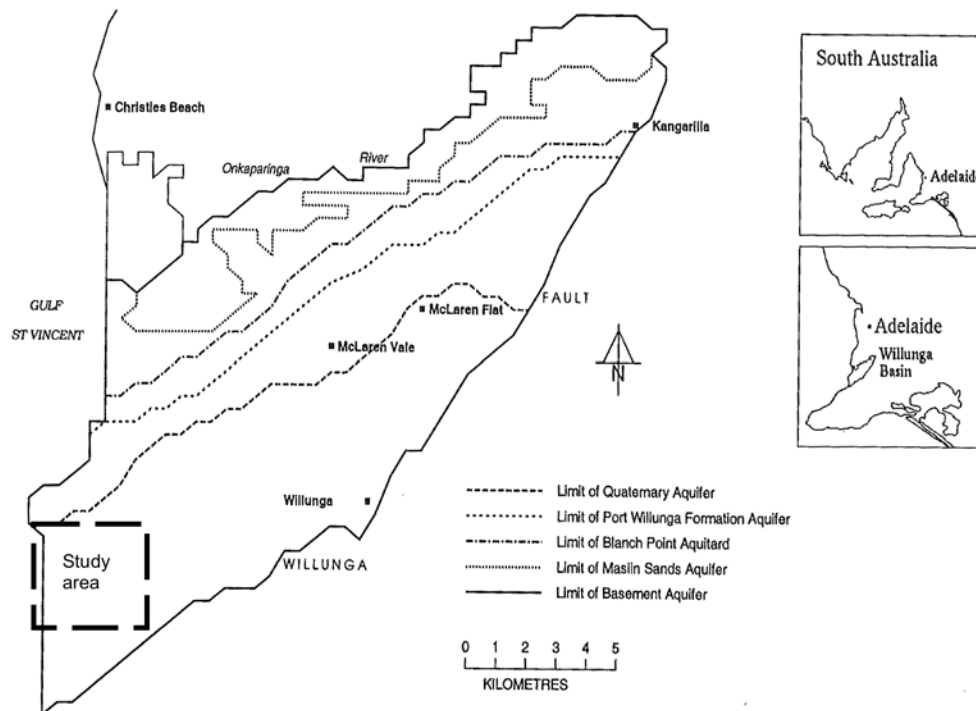 South Australia
Adelaide
Christies Beach
Kangarilla
Onkaparinga
River
GULF
ST VINCENT
FAULT
McLaren Flat
McLaren Vale
Adelaide
Willunga
Basin
N
Willunga
WILLUNGA
Study
area
Limit of Quaternary Aquifer
Limit of Port Willunga Formation Aquifer
Limit of Blanch Point Aquitard
Limit of Maslin Sands Aquifer
Limit of Basement Aquifer
0 1 2 3 4 5
KILOMETRES